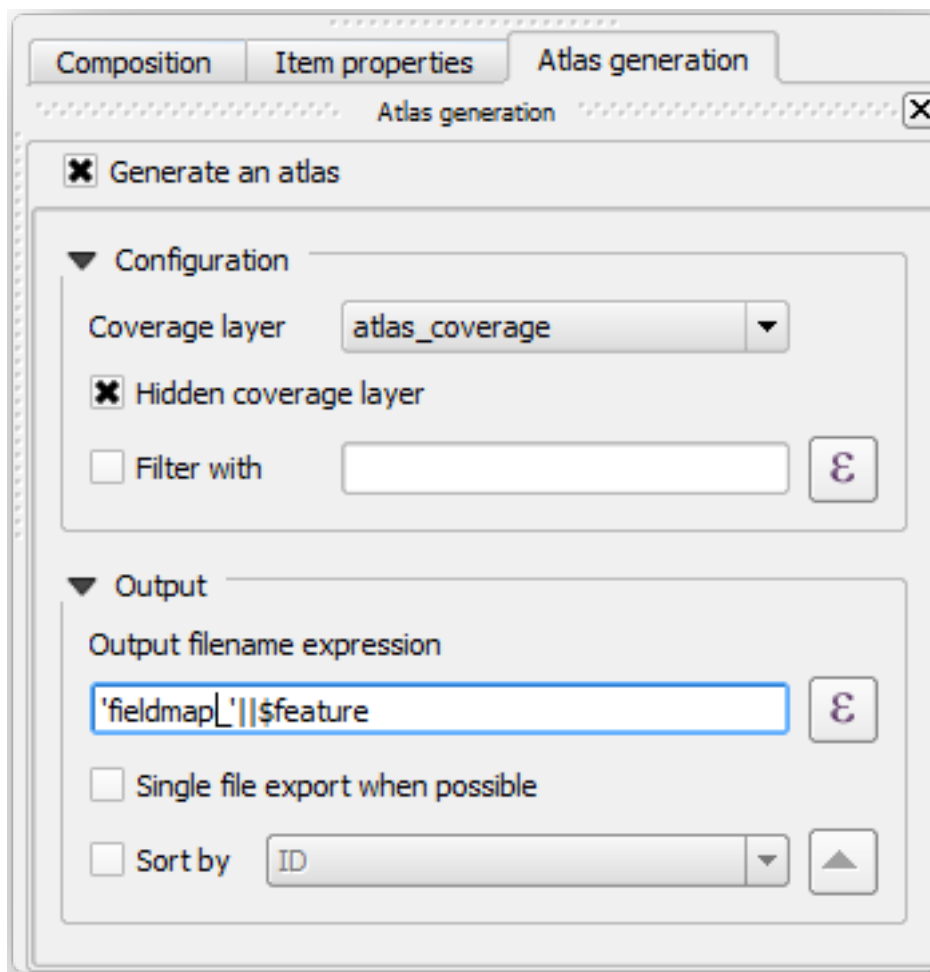 Composition Item properties Atlas generation
Atlas generation
Generate an atlas
Configuration
Coverage layer atlas_coverage
Hidden coverage layer
Filter with ε
Output
Output filename expression
'fieldmap_'||$feature ε
Single file export when possible
Sort by ID